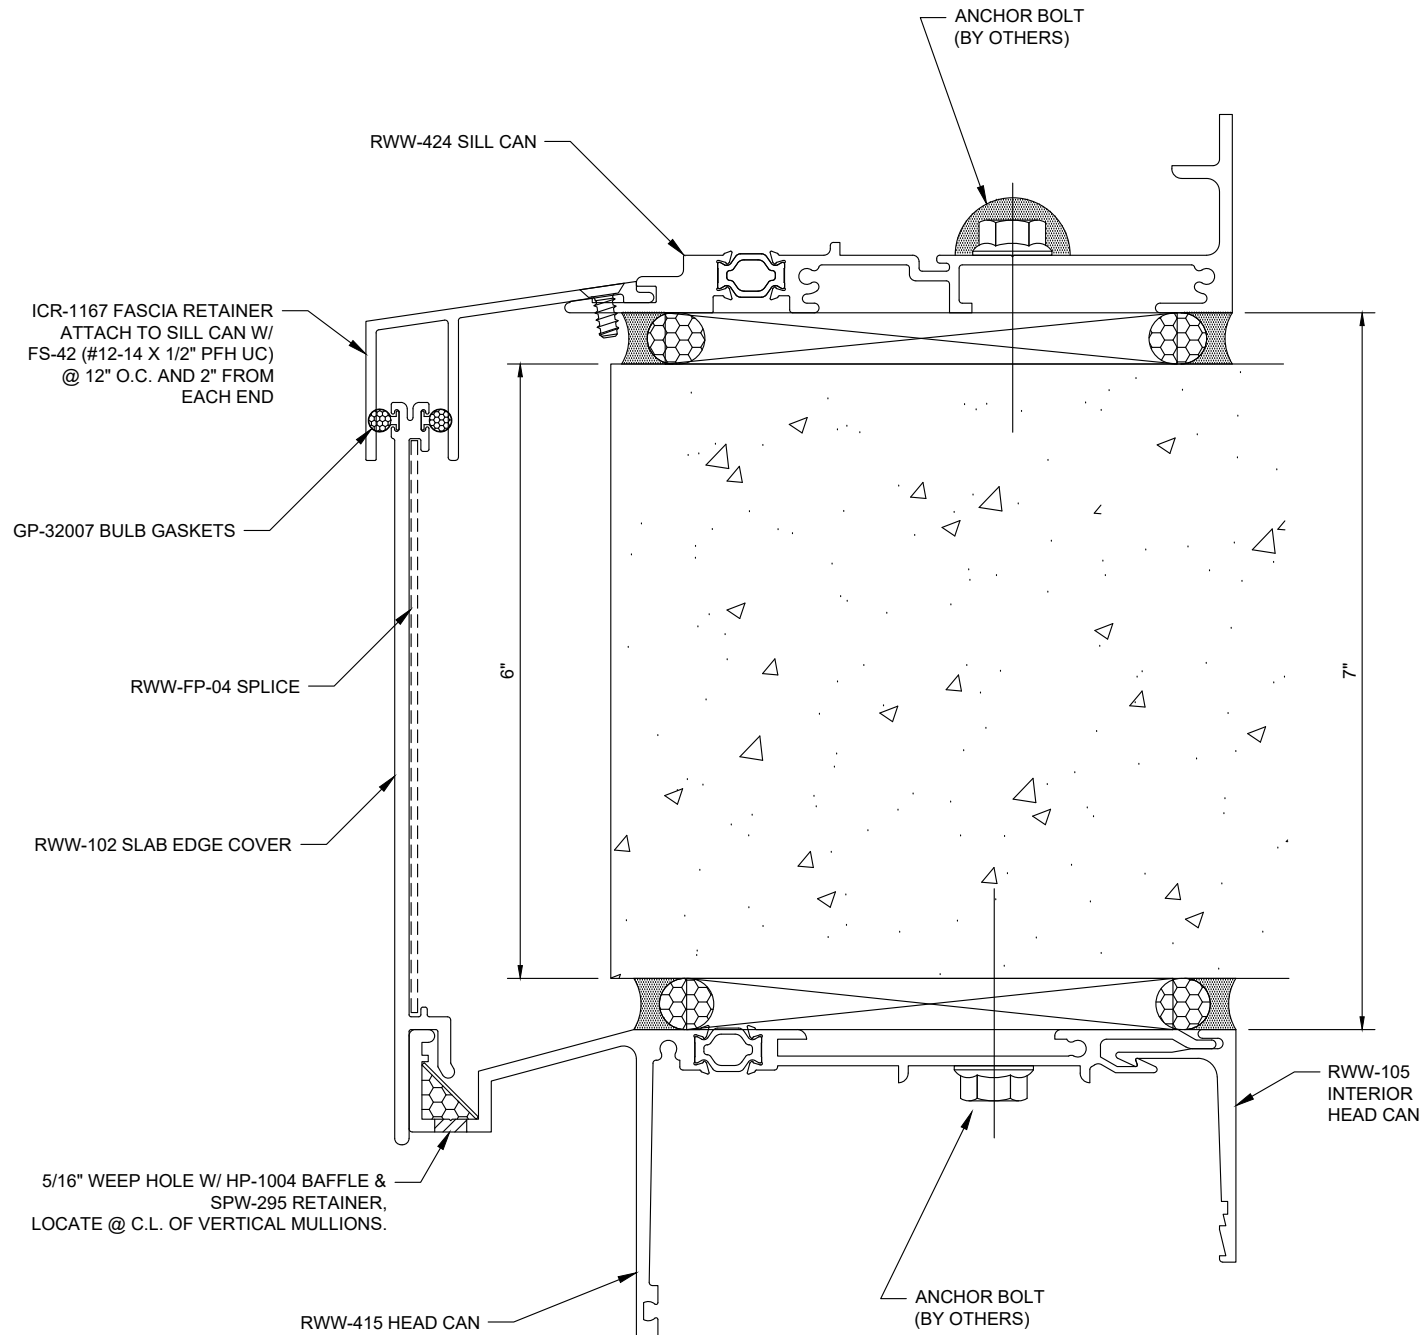 ANCHOR BOLT
(BY OTHERS)
RWW-424 SILL CAN
ICR-1167 FASCIA RETAINER
ATTACH TO SILL CAN W/
FS-42 (#12-14 X 1/2" PFH UC)
@ 12" O.C. AND 2" FROM
EACH END
GP-32007 BULB GASKETS
6"
7"
RWW-FP-04 SPLICE
RWW-102 SLAB EDGE COVER
RWW-105
INTERIOR
HEAD CAN
5/16" WEEP HOLE W/ HP-1004 BAFFLE &
SPW-295 RETAINER,
LOCATE @ C.L. OF VERTICAL MULLIONS.
ANCHOR BOLT
(BY OTHERS)
RWW-415 HEAD CAN